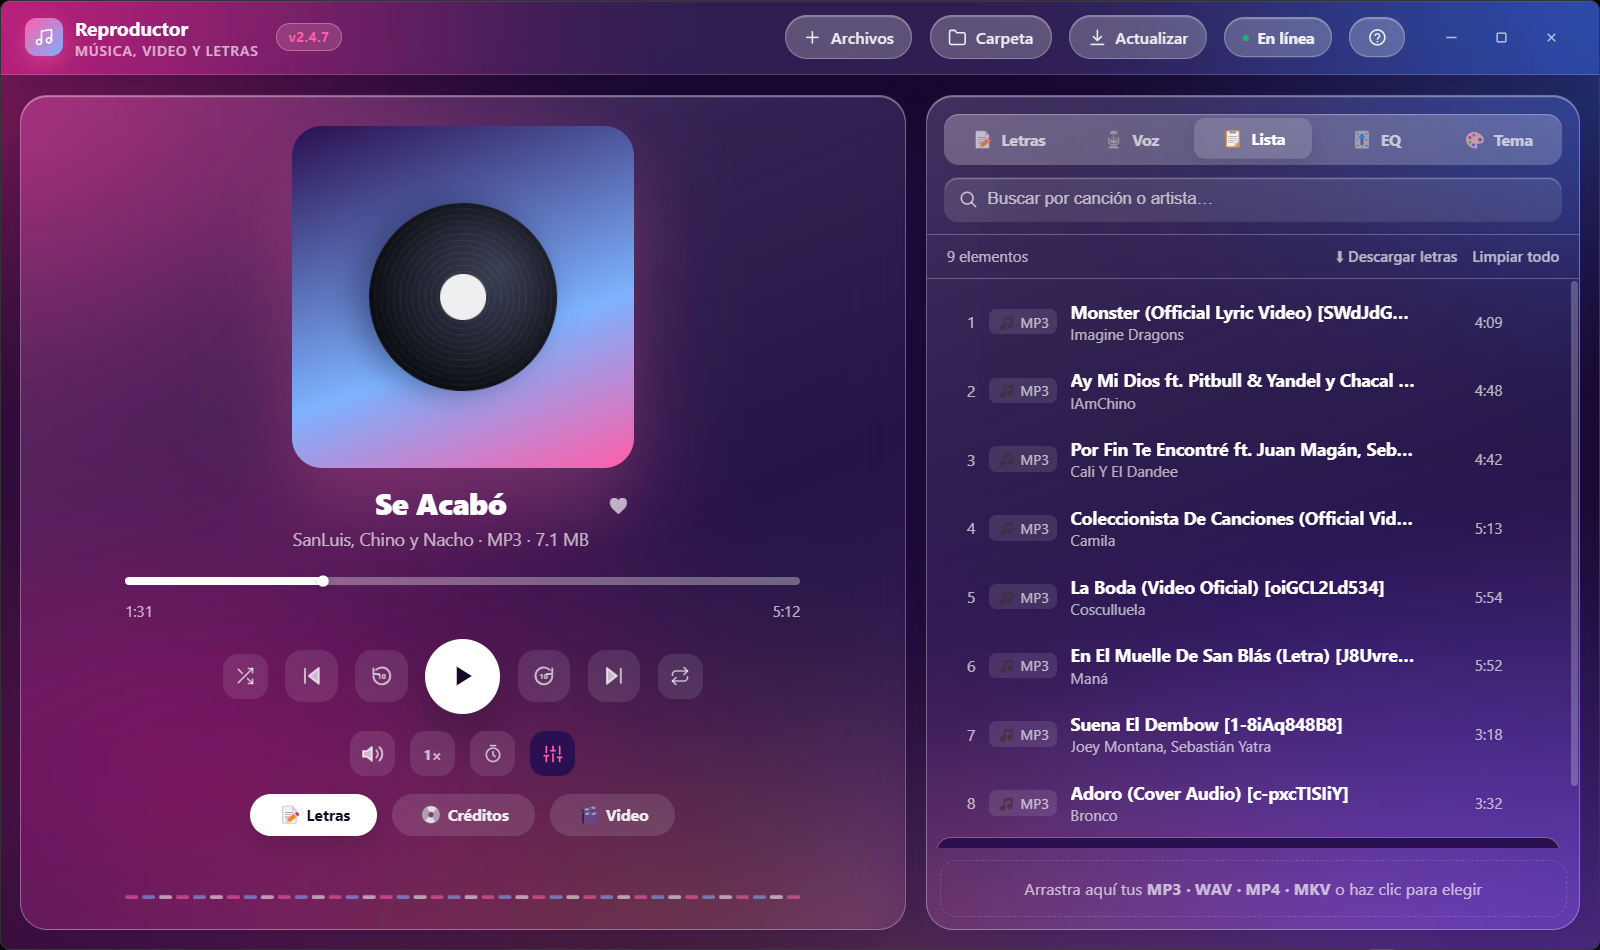 Reproductor
MÚSICA, VIDEO Y LETRAS
v2.4.7
Archivos
Carpeta
Actualizar
En línea
Se Acabó
SanLuis, Chino y Nacho · MP3 · 7.1 MB
1:31
5:12
10
10
1x
Letras
Créditos
Video
Letras
Voz
Lista
EQ
Tema
Buscar por canción o artista...
9 elementos
⬇ Descargar letras
Limpiar todo
1 MP3 Monster (Official Lyric Video) [SWdJdG... 4:09
Imagine Dragons
2 MP3 Ay Mi Dios ft. Pitbull & Yandel y Chacal ... 4:48
IAmChino
3 MP3 Por Fin Te Encontré ft. Juan Magán, Seb... 4:42
Cali Y El Dandee
4 MP3 Coleccionista De Canciones (Official Vid... 5:13
Camila
5 MP3 La Boda (Video Oficial) [oiGCL2Ld534] 5:54
Cosculluela
6 MP3 En El Muelle De San Blás (Letra) [J8Uvre... 5:52
Maná
7 MP3 Suena El Dembow [1-8iAq848B8] 3:18
Joey Montana, Sebastián Yatra
8 MP3 Adoro (Cover Audio) [c-pxcTISliY] 3:32
Bronco
Arrastra aquí tus MP3 · WAV · MP4 · MKV o haz clic para elegir